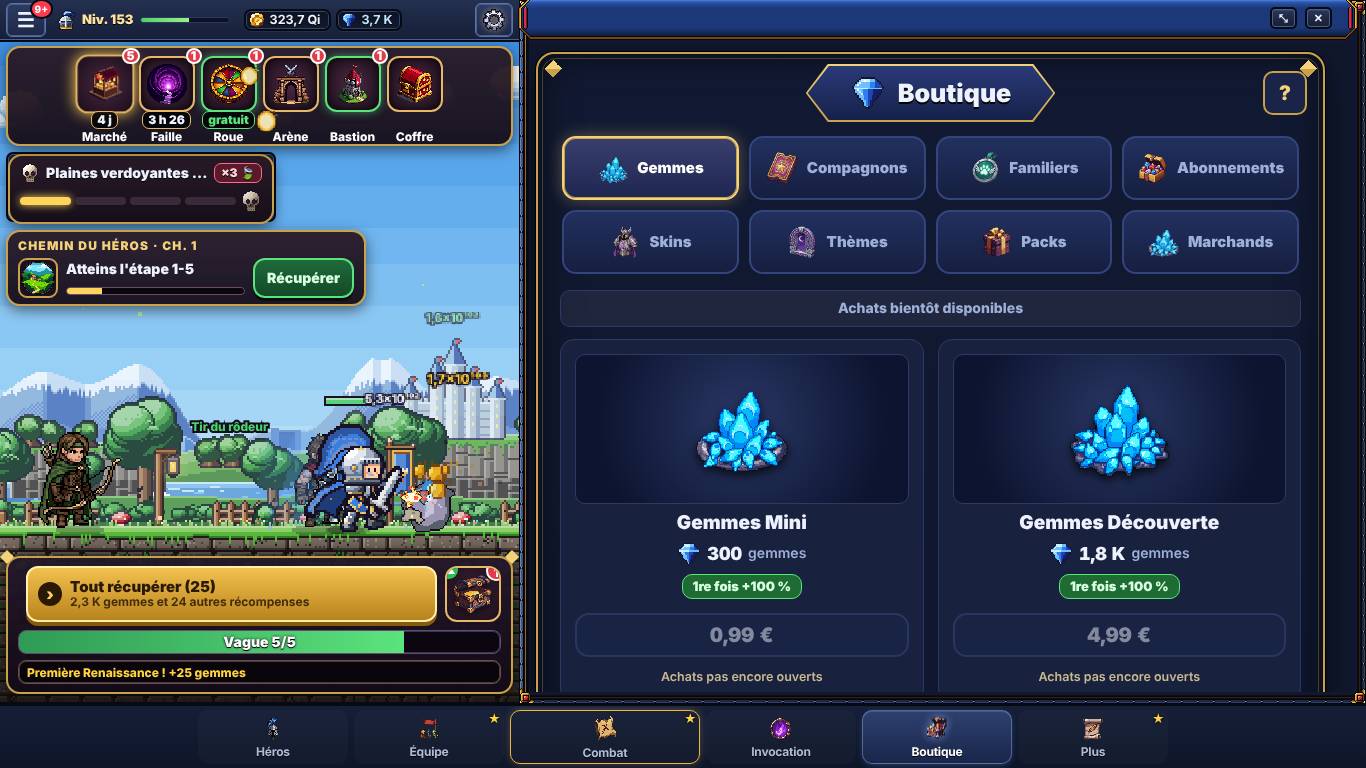 9+
Niv. 153
323,7 Qi
3,7 K
5
1
1
1
1
4 j
3 h 26
gratuit
Marché
Faille
Roue
Arène
Bastion
Coffre
Plaines verdoyantes ...
×3
CHEMIN DU HÉROS · CH. 1
Atteins l'étape 1-5
Récupérer
Tir du rôdeur
Tout récupérer (25)
2,3 K gemmes et 24 autres récompenses
Vague 5/5
Première Renaissance ! +25 gemmes
Boutique
?
Gemmes
Compagnons
Familiers
Abonnements
Skins
Thèmes
Packs
Marchands
Achats bientôt disponibles
Gemmes Mini
300 gemmes
1re fois +100 %
0,99 €
Achats pas encore ouverts
Gemmes Découverte
1,8 K gemmes
1re fois +100 %
4,99 €
Achats pas encore ouverts
Héros
Équipe
Combat
Invocation
Boutique
Plus